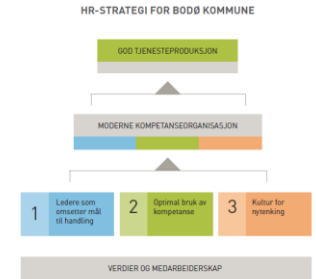 HR-STRATEGI FOR BODØ KOMMUNE
GOD TJENESTEPRODUKSJON
MODERNE KOMPETANSEORGANISASJON
1
Ledere som
omsetter mål
til handling
2
Optimal bruk av
kompetanse
3
Kultur for
nytenking
VERDIER OG MEDARBEIDERSKAP